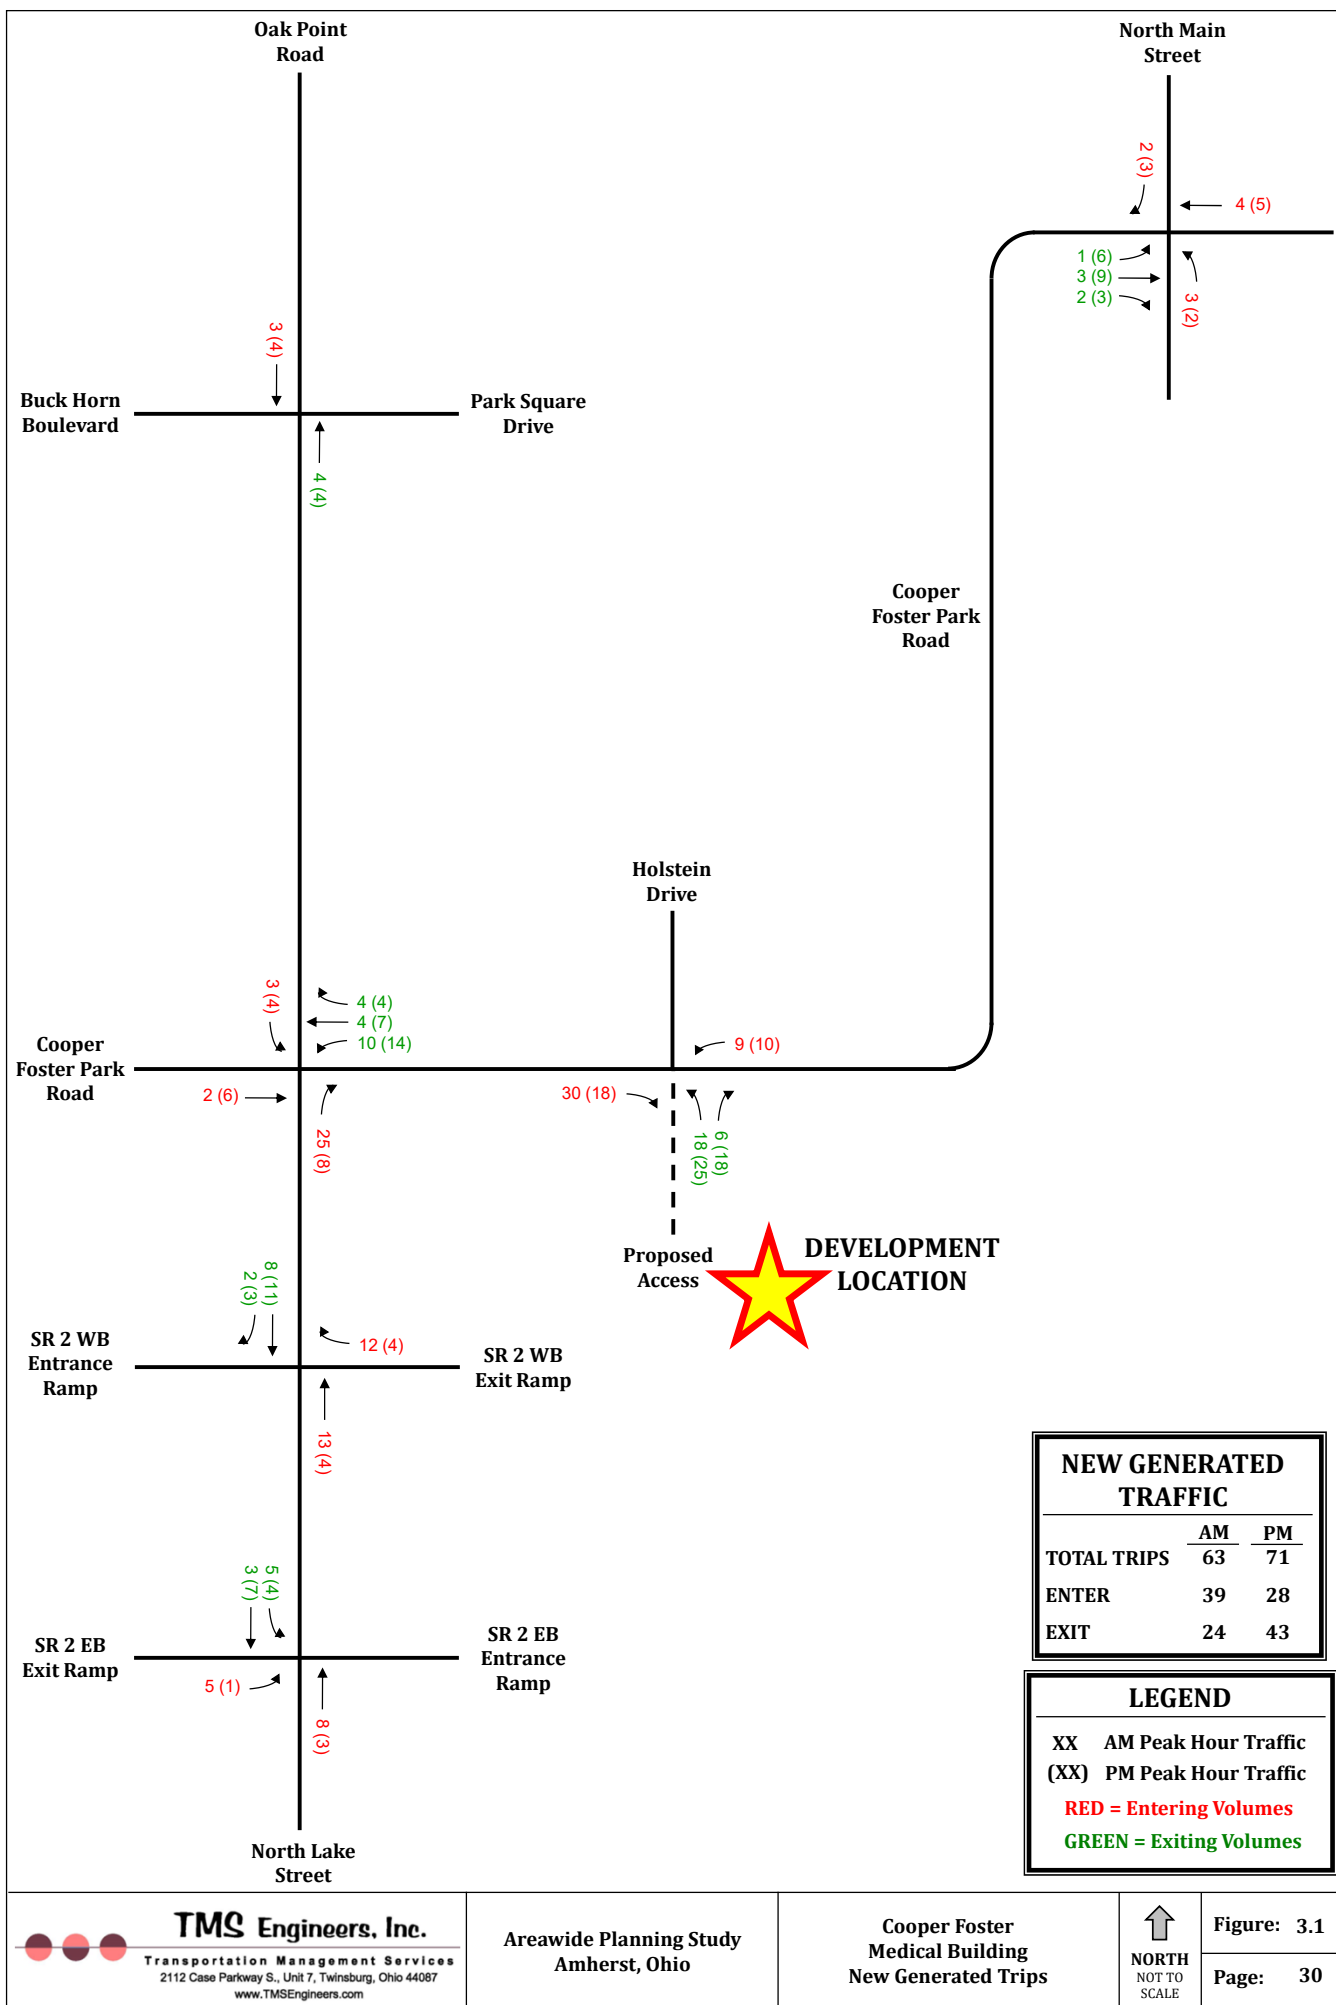 Oak Point
Road
North Main
Street
2 (3)
4 (5)
1 (6)
3 (9)
2 (3)
3 (2)
3 (4)
Buck Horn
Boulevard
Park Square
Drive
4 (4)
Cooper
Foster Park
Road
Holstein
Drive
3 (4)
4 (4)
4 (7)
10 (14)
Cooper
Foster Park
Road
2 (6)
25 (8)
9 (10)
30 (18)
6 (18)
18 (25)
Proposed
Access
DEVELOPMENT
LOCATION
8 (11)
2 (3)
12 (4)
SR 2 WB
Entrance
Ramp
SR 2 WB
Exit Ramp
13 (4)
NEW GENERATED
TRAFFIC
AM PM
TOTAL TRIPS 63 71
ENTER 39 28
EXIT 24 43
5 (4)
3 (7)
SR 2 EB
Exit Ramp
SR 2 EB
Entrance
Ramp
5 (1)
8 (3)
LEGEND
XX AM Peak Hour Traffic
(XX) PM Peak Hour Traffic
RED = Entering Volumes
GREEN = Exiting Volumes
North Lake
Street
TMS Engineers, Inc.
Transportation Management Services
2112 Case Parkway S., Unit 7, Twinsburg, Ohio 44087
www.TMSEngineers.com
Areawide Planning Study
Amherst, Ohio
Cooper Foster
Medical Building
New Generated Trips
NORTH
NOT TO
SCALE
Figure: 3.1
Page: 30